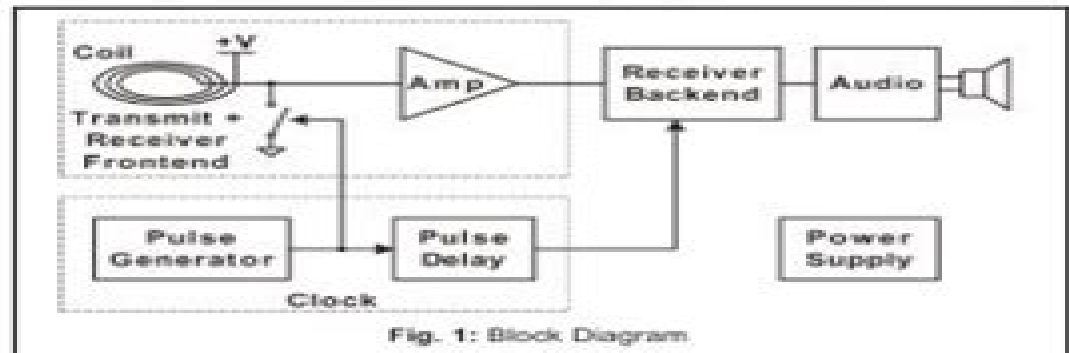 Coil
+V
Transmit +
Receiver
Frontend
Amp
Receiver
Backend
Audio
Pulse
Generator
Pulse
Delay
Clock
Power
Supply
Fig. 1: Block Diagram